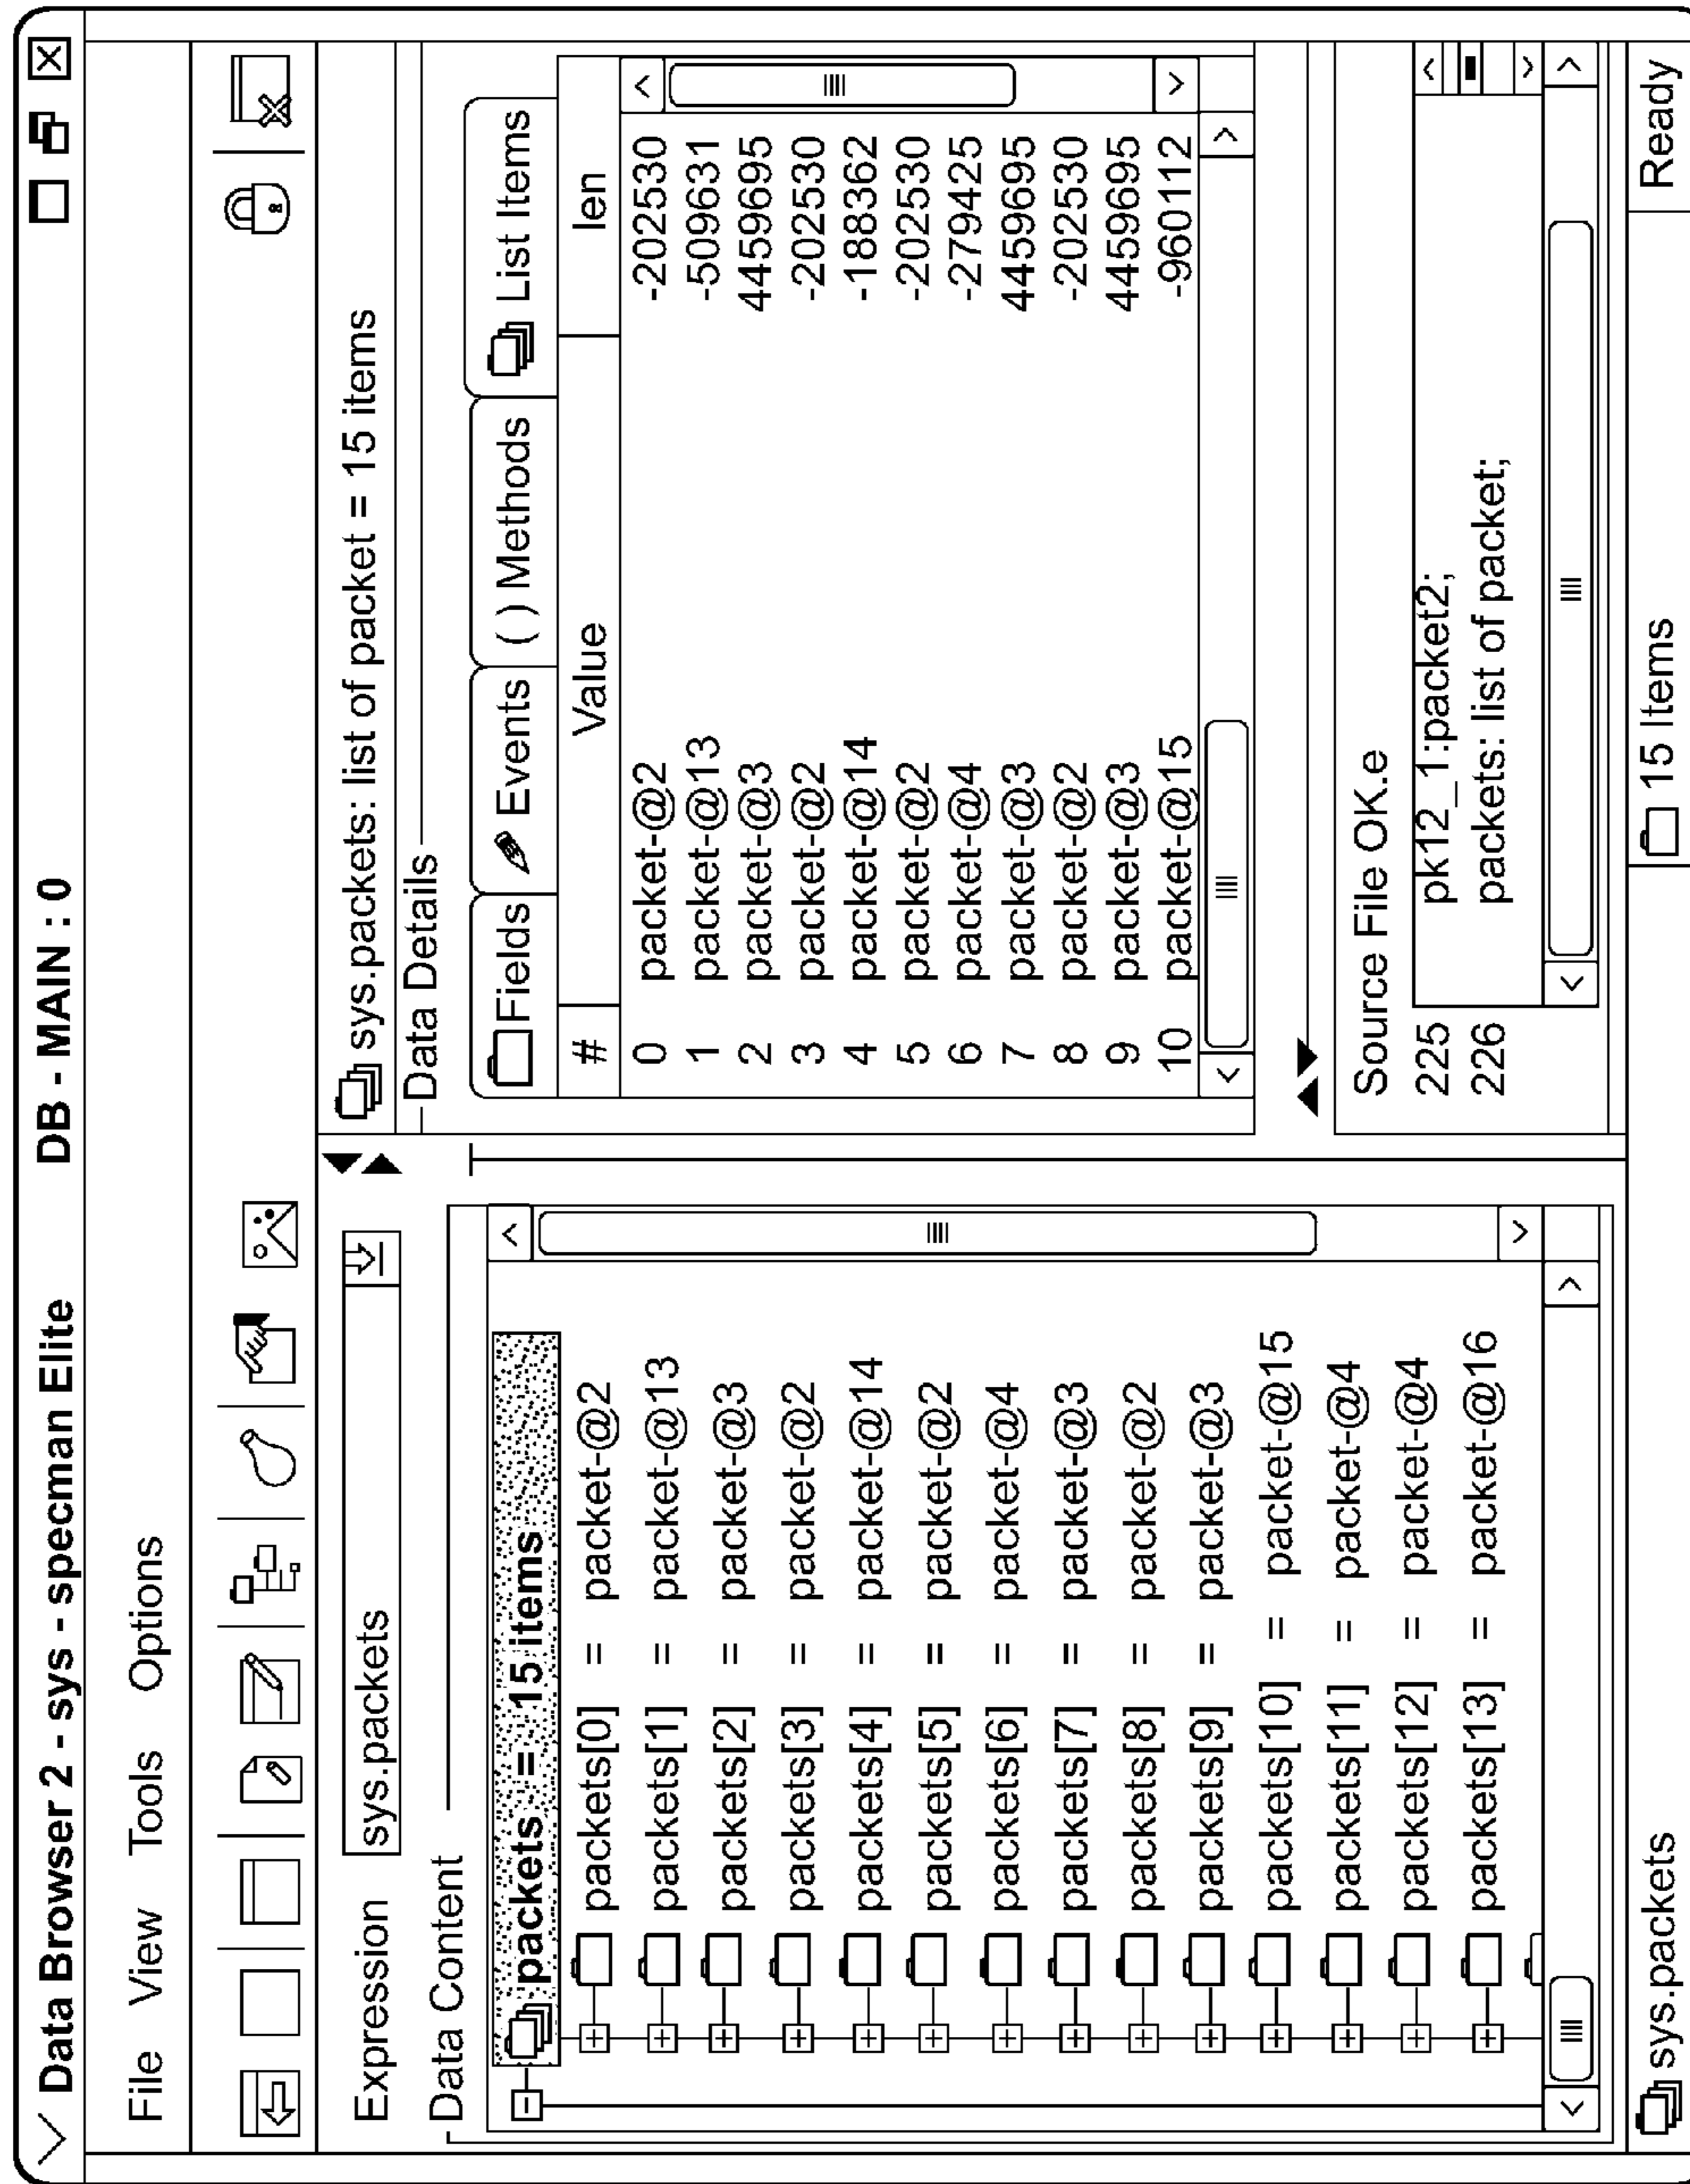 Data Browser 2 - sys - specman Elite DB - MAIN : 0
File View Tools Options
Expression sys.packets
Data Content
packets = 15 items
packets[0] = packet-@2
packets[1] = packet-@13
packets[2] = packet-@3
packets[3] = packet-@2
packets[4] = packet-@14
packets[5] = packet-@2
packets[6] = packet-@4
packets[7] = packet-@3
packets[8] = packet-@2
packets[9] = packet-@3
packets[10] = packet-@15
packets[11] = packet-@4
packets[12] = packet-@4
packets[13] = packet-@16
sys.packets: list of packet = 15 items
Data Details
Fields Events ( ) Methods List Items
# Value len
0 packet-@2 -202530
1 packet-@13 -509631
2 packet-@3 4459695
3 packet-@2 -202530
4 packet-@14 -188362
5 packet-@2 -202530
6 packet-@4 -279425
7 packet-@3 4459695
8 packet-@2 -202530
9 packet-@3 4459695
10 packet-@15 -960112
Source File OK.e
225 pk12_1:packet2;
226 packets: list of packet;
sys.packets 15 Items Ready